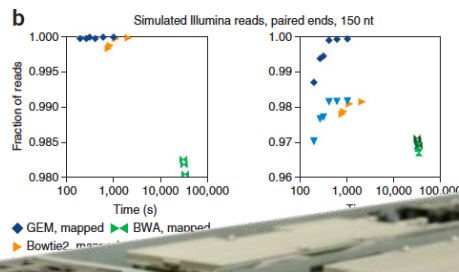 b
Simulated Illumina reads, paired ends, 150 nt
Fraction of reads
1.000
0.995
0.990
0.985
0.980
100 1,000 10,000 100,000
Time (s)
1.00
0.99
0.98
0.97
0.96
100 1,000 10,000 100,000
GEM, mapped BWA, mapped
Bowtie2,